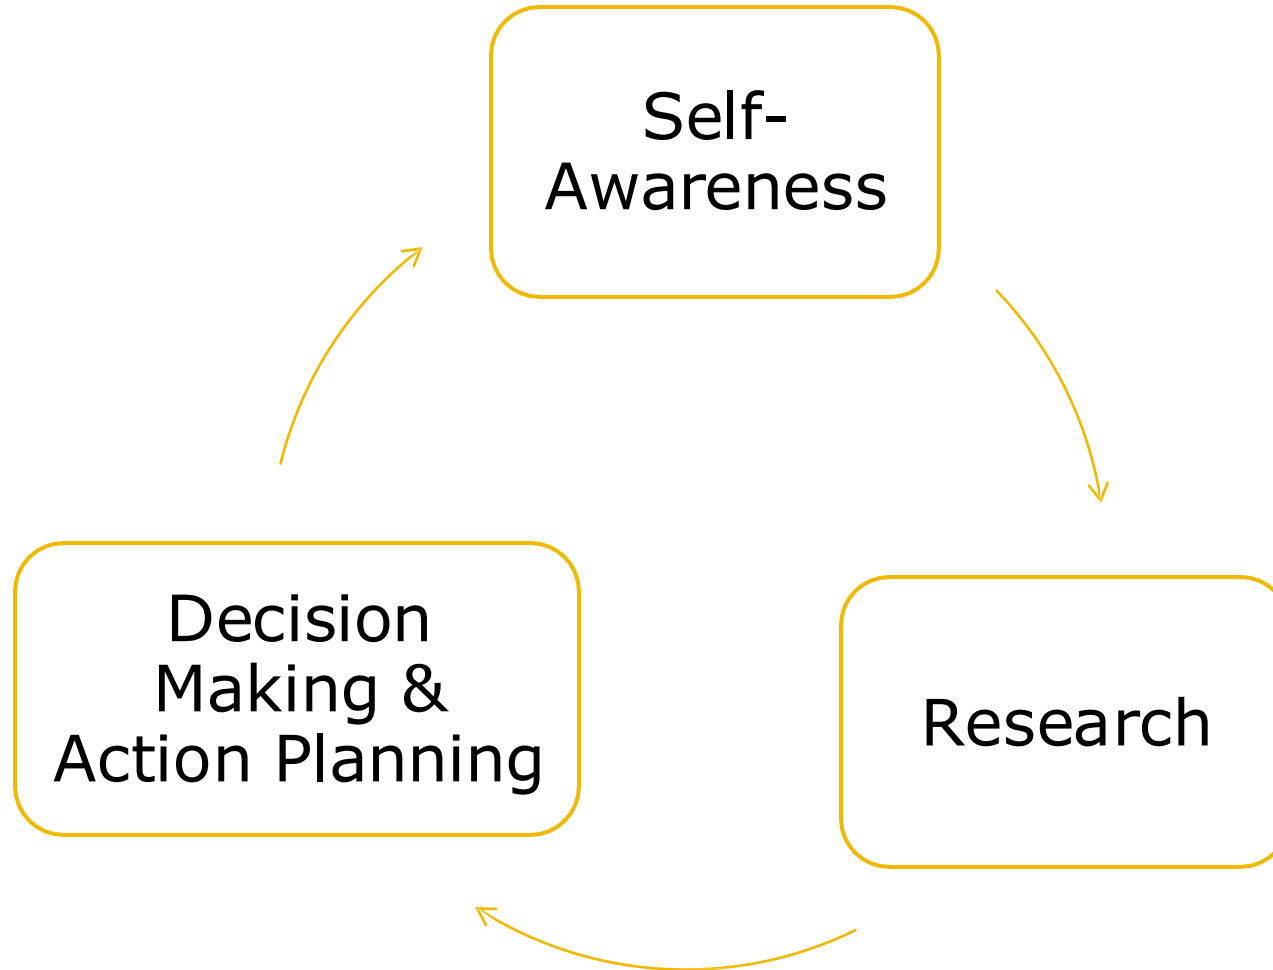 Self-
Awareness
Decision
Making &
Action Planning
Research